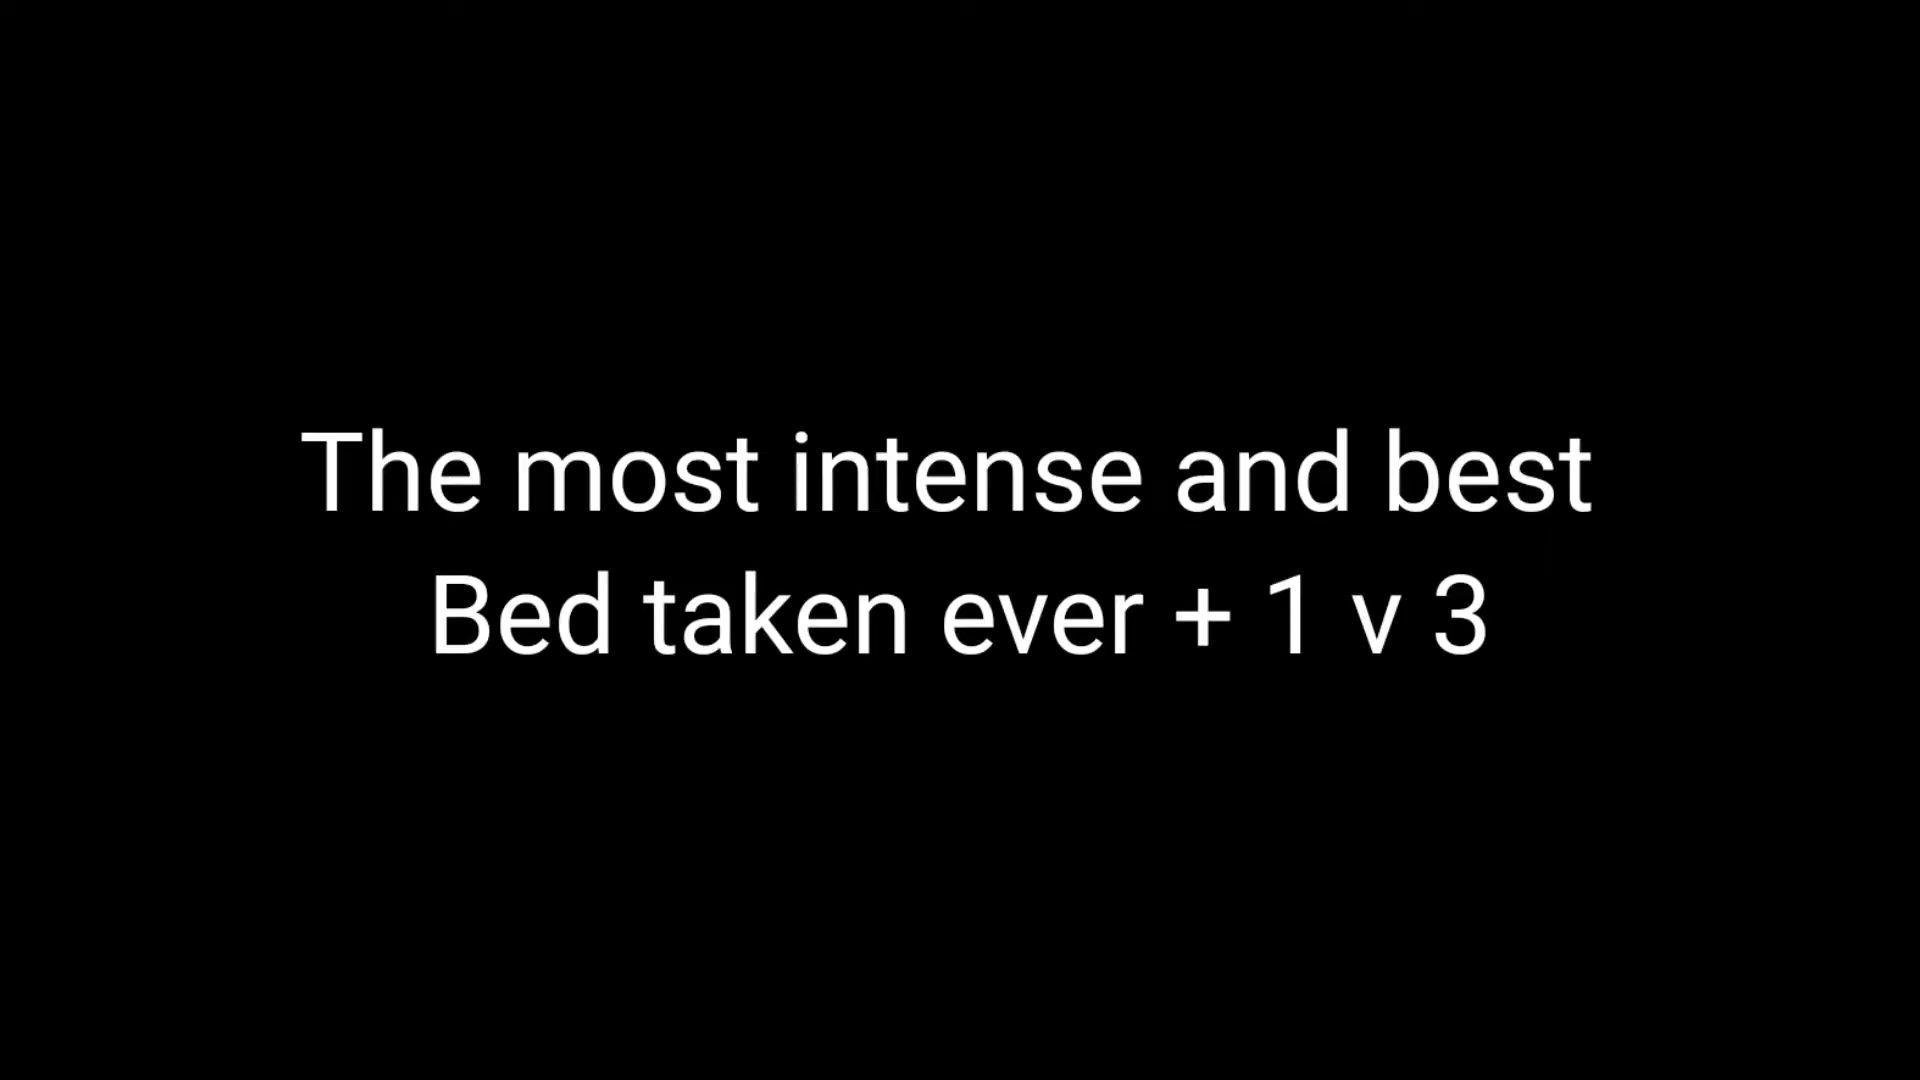 The most intense and best
Bed taken ever + 1 v 3